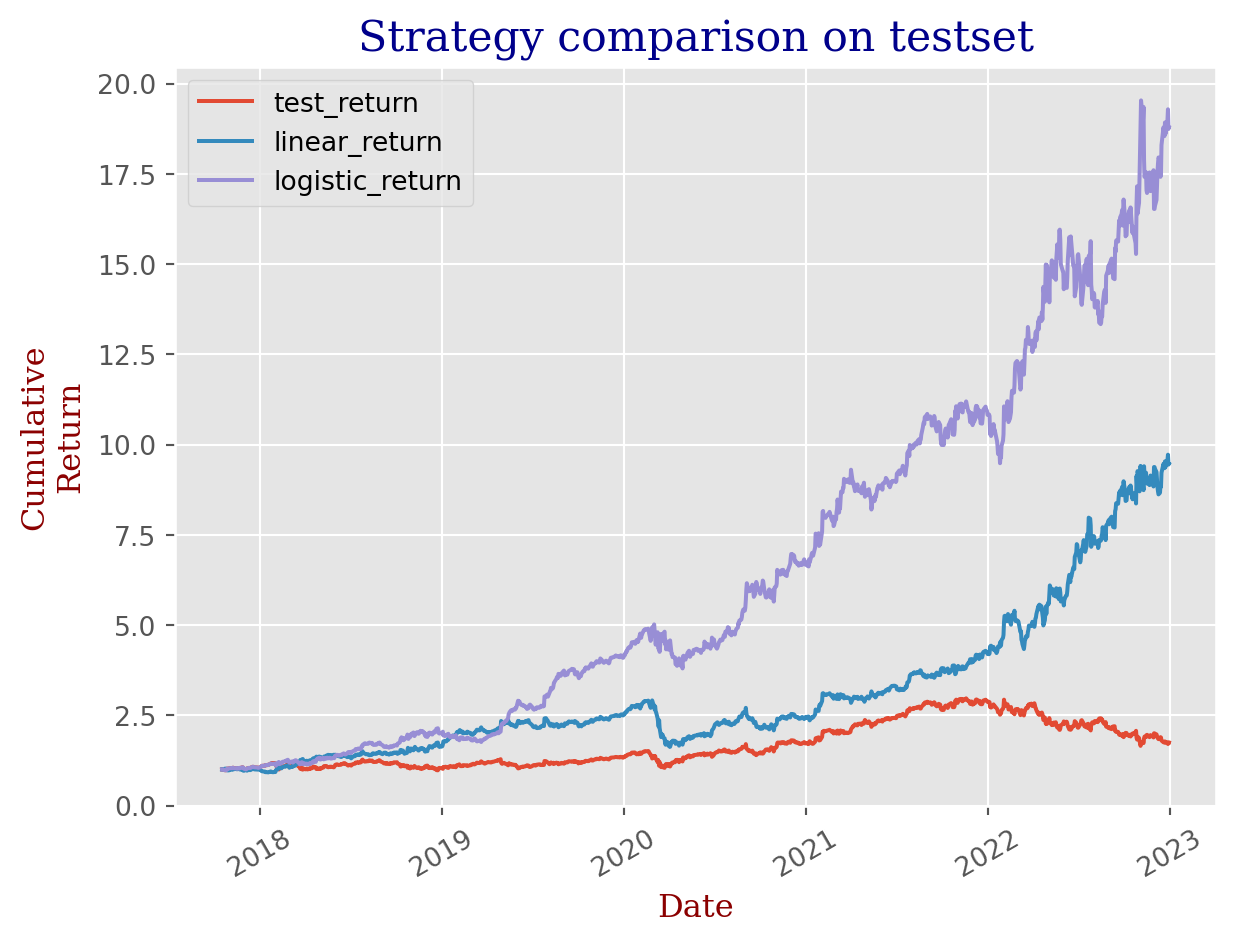 Strategy comparison on testset
test_return
linear_return
logistic_return
20.0
17.5
15.0
12.5
10.0
7.5
5.0
2.5
0.0
Cumulative
Return
2018
2019
2020
2021
2022
2023
Date